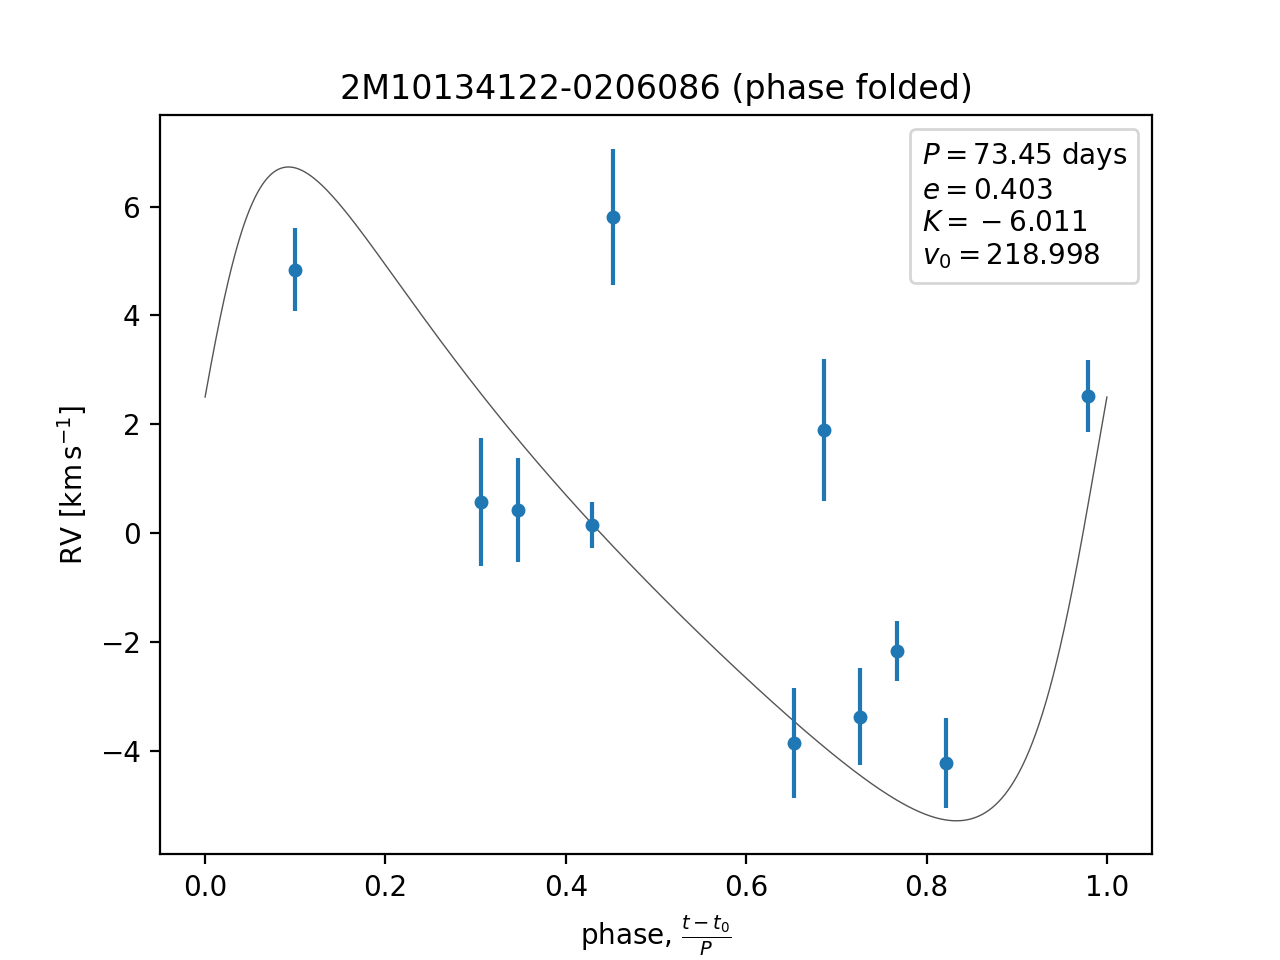 2M10134122-0206086 (phase folded)
P = 73.45 days
e = 0.403
K = −6.011
v₀ = 218.998
RV [km s⁻¹]
6
4
2
0
−2
−4
0.0 0.2 0.4 0.6 0.8 1.0
phase, (t − t₀)/P